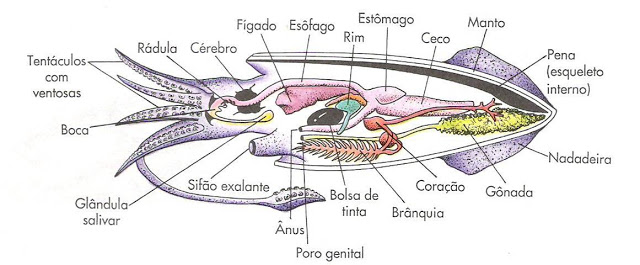 Tentáculos
com
ventosas
Rádula
Cérebro
Fígado
Esôfago
Rim
Estômago
Ceco
Manto
Pena
(esqueleto
interno)
Boca
Glândula
salivar
Sifão exalante
Ânus
Poro genital
Bolsa de
tinta
Brânquia
Coração
Gônada
Nadadeira